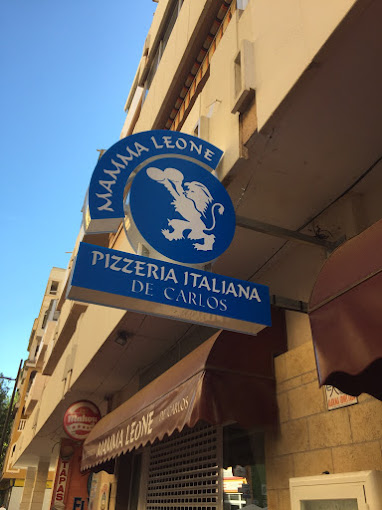 MAMMA LEONE
PIZZERIA ITALIANA
DE CARLOS
MAMMA LEONE DE CARLOS
TAPAS